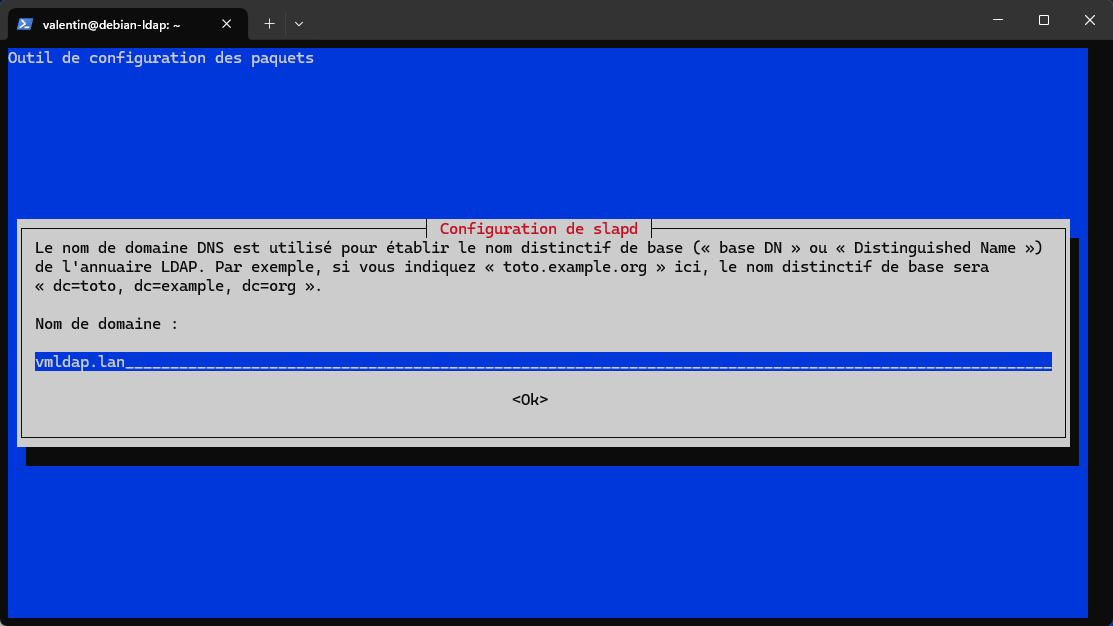 valentin@debian-ldap: ~
Outil de configuration des paquets
Configuration de slapd
Le nom de domaine DNS est utilisé pour établir le nom distinctif de base (« base DN » ou « Distinguished Name »)
de l'annuaire LDAP. Par exemple, si vous indiquez « toto.example.org » ici, le nom distinctif de base sera
« dc=toto, dc=example, dc=org ».
Nom de domaine :
vmldap.lan
<Ok>